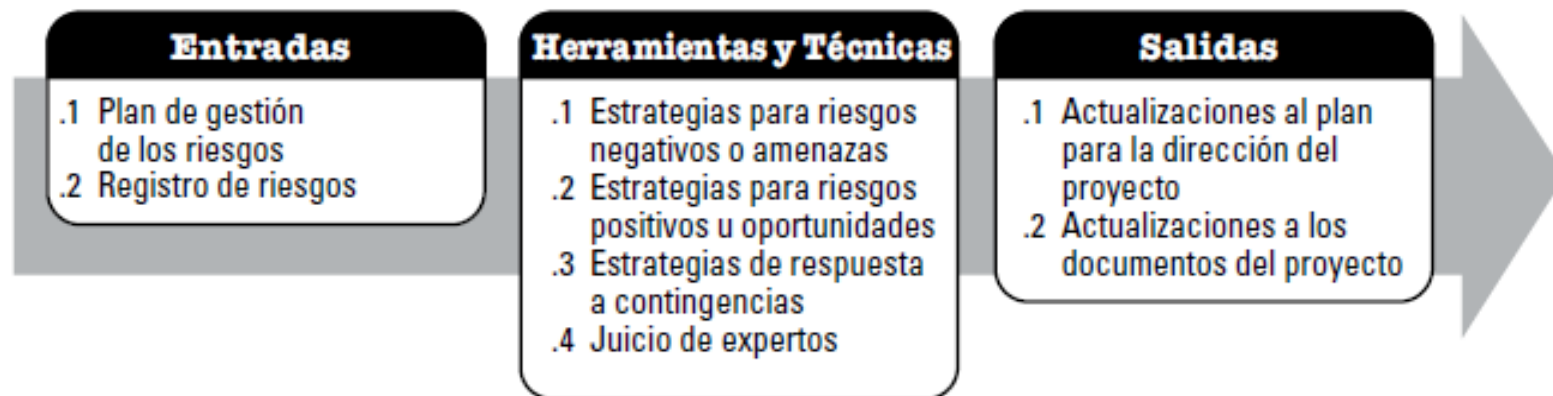 Entradas
.1 Plan de gestión
de los riesgos
.2 Registro de riesgos
Herramientas y Técnicas
.1 Estrategias para riesgos
negativos o amenazas
.2 Estrategias para riesgos
positivos u oportunidades
.3 Estrategias de respuesta
a contingencias
.4 Juicio de expertos
Salidas
.1 Actualizaciones al plan
para la dirección del
proyecto
.2 Actualizaciones a los
documentos del proyecto